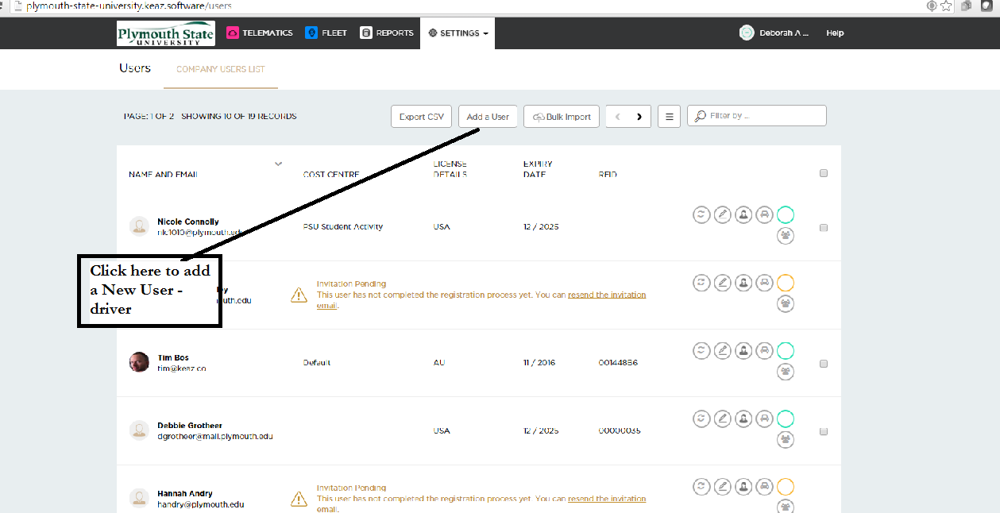 plymouth-state-university.keaz.software/users
Plymouth State
UNIVERSITY
TELEMATICS
FLEET
REPORTS
SETTINGS
Deborah A ...
Help
Users
COMPANY USERS LIST
PAGE: 1 OF 2 - SHOWING 10 OF 19 RECORDS
Export CSV
Add a User
Bulk Import
Filter by ...
NAME AND EMAIL
COST CENTRE
LICENSE
DETAILS
EXPIRY
DATE
RFID
Nicole Connolly
nlc1010@plymouth.edu
PSU Student Activity
USA
12 / 2025
Click here to add
a New User -
driver
Invitation Pending
This user has not completed the registration process yet. You can resend the invitation
email.
Tim Bos
tim@keaz.co
Default
AU
11 / 2016
001448B6
Debbie Grotheer
dgrotheer@mail.plymouth.edu
USA
12 / 2025
00000035
Hannah Andry
handry@plymouth.edu
Invitation Pending
This user has not completed the registration process yet. You can resend the invitation
email.